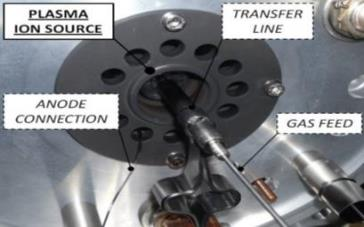 PLASMA
ION SOURCE
TRANSFER
LINE
ANODE
CONNECTION
GAS FEED